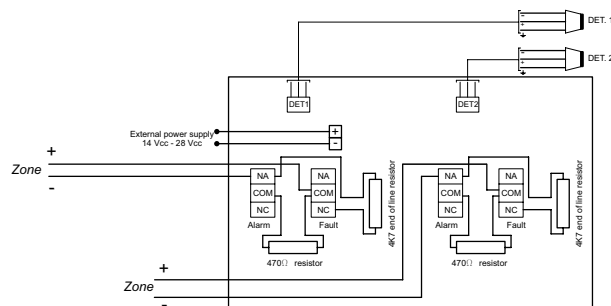 DET. 1
DET. 2
DET1
DET2
External power supply
14 Vcc - 28 Vcc
+
-
+
Zone
-
NA
COM
NC
Alarm
NA
COM
NC
Fault
4K7 end of line resistor
470Ω resistor
NA
COM
NC
Alarm
NA
COM
NC
Fault
4K7 end of line resistor
470Ω resistor
+
Zone
-